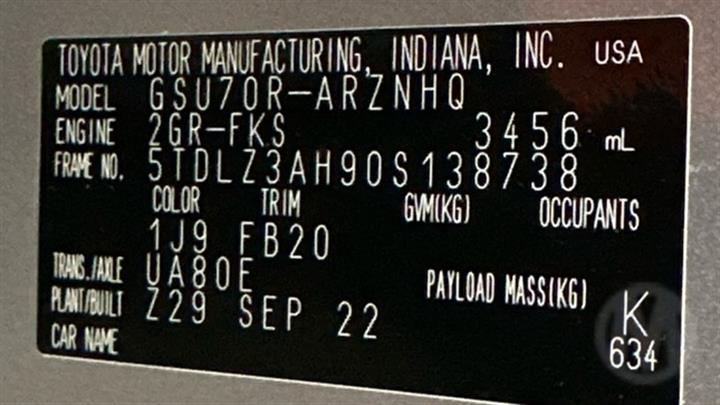 TOYOTA MOTOR MANUFACTURING, INDIANA, INC. USA
MODEL GSU70R-ARZNHQ
ENGINE 2GR-FKS 3456 mL
FRAME NO. 5TDLZ3AH90S138738
COLOR TRIM GVM(KG) OCCUPANTS
1J9 FB20
TRANS./AXLE UA80E PAYLOAD MASS(KG)
PLANT/BUILT Z29 SEP 22 K
CAR NAME 634